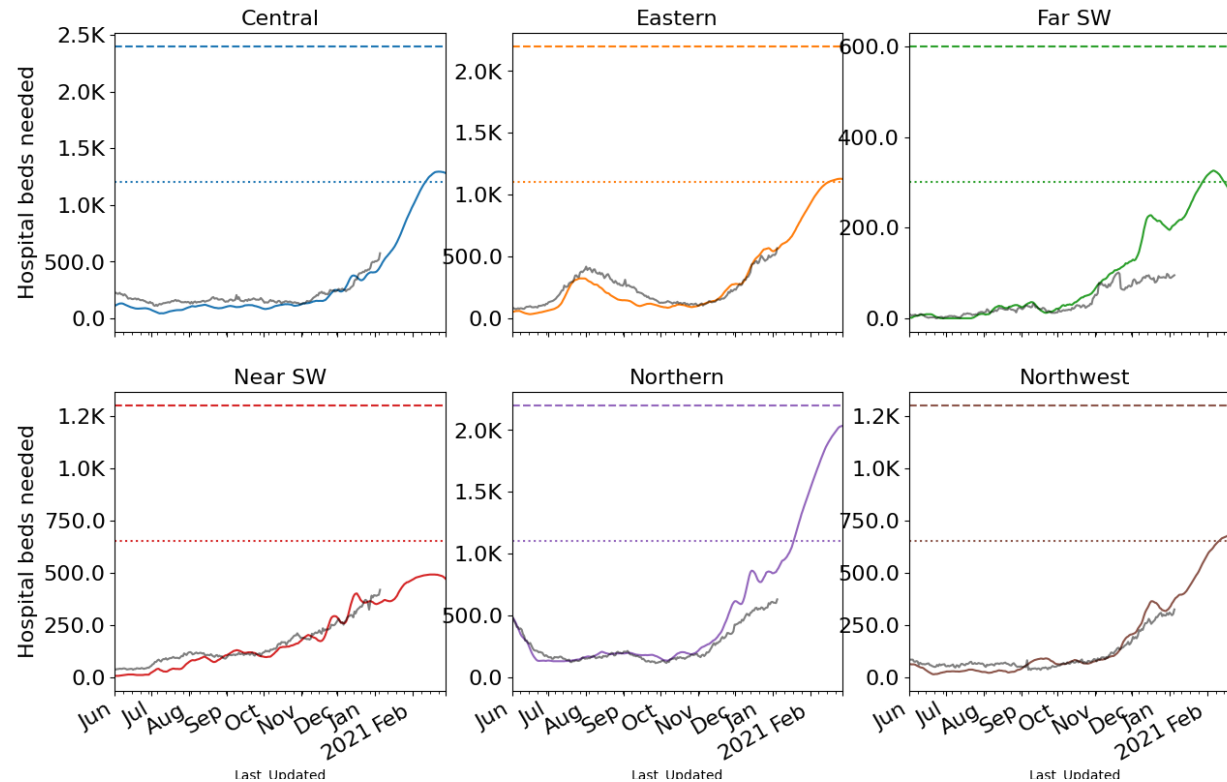 Central
Eastern
Far SW
Hospital beds needed
2.5K
2.0K
1.5K
1.0K
500.0
0.0
2.0K
1.5K
1.0K
500.0
0.0
600.0
400.0
200.0
0.0
Near SW
Northern
Northwest
Hospital beds needed
1.2K
1.0K
750.0
500.0
250.0
0.0
2.0K
1.5K
1.0K
500.0
0.0
1.2K
1.0K
750.0
500.0
250.0
0.0
Jun
Jul
Aug
Sep
Oct
Nov
Dec
Jan
2021 Feb
Jun
Jul
Aug
Sep
Oct
Nov
Dec
Jan
2021 Feb
Jun
Jul
Aug
Sep
Oct
Nov
Dec
Jan
2021 Feb
Last Updated
Last Updated